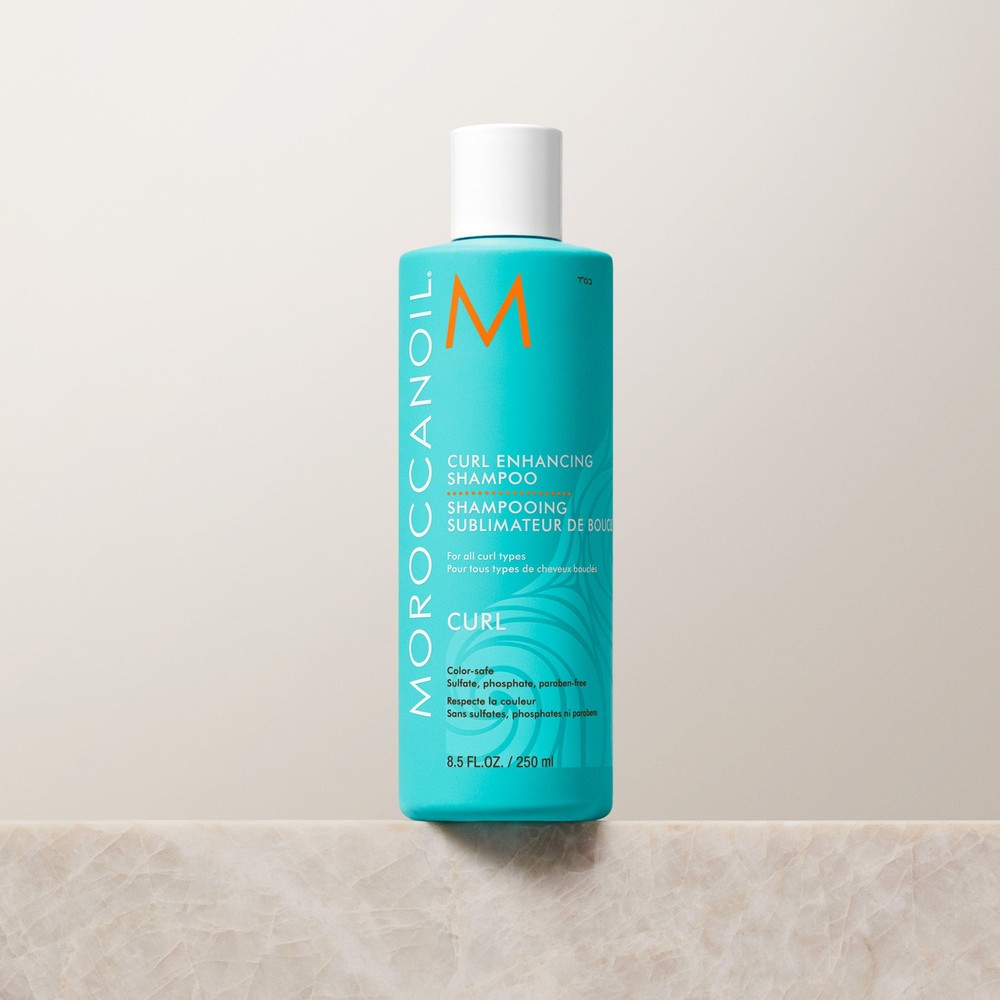 MOROCCANOIL®
M
CURL ENHANCING
SHAMPOO
SHAMPOOING
SUBLIMATEUR DE
For all curl types
Pour tous types de cheveux bouclés
CURL
Color-safe
Sulfate, phosphate, paraben-free
Respecte la couleur
Sans sulfates, phosphates ni parabens
8.5 FL.OZ. / 250 ml